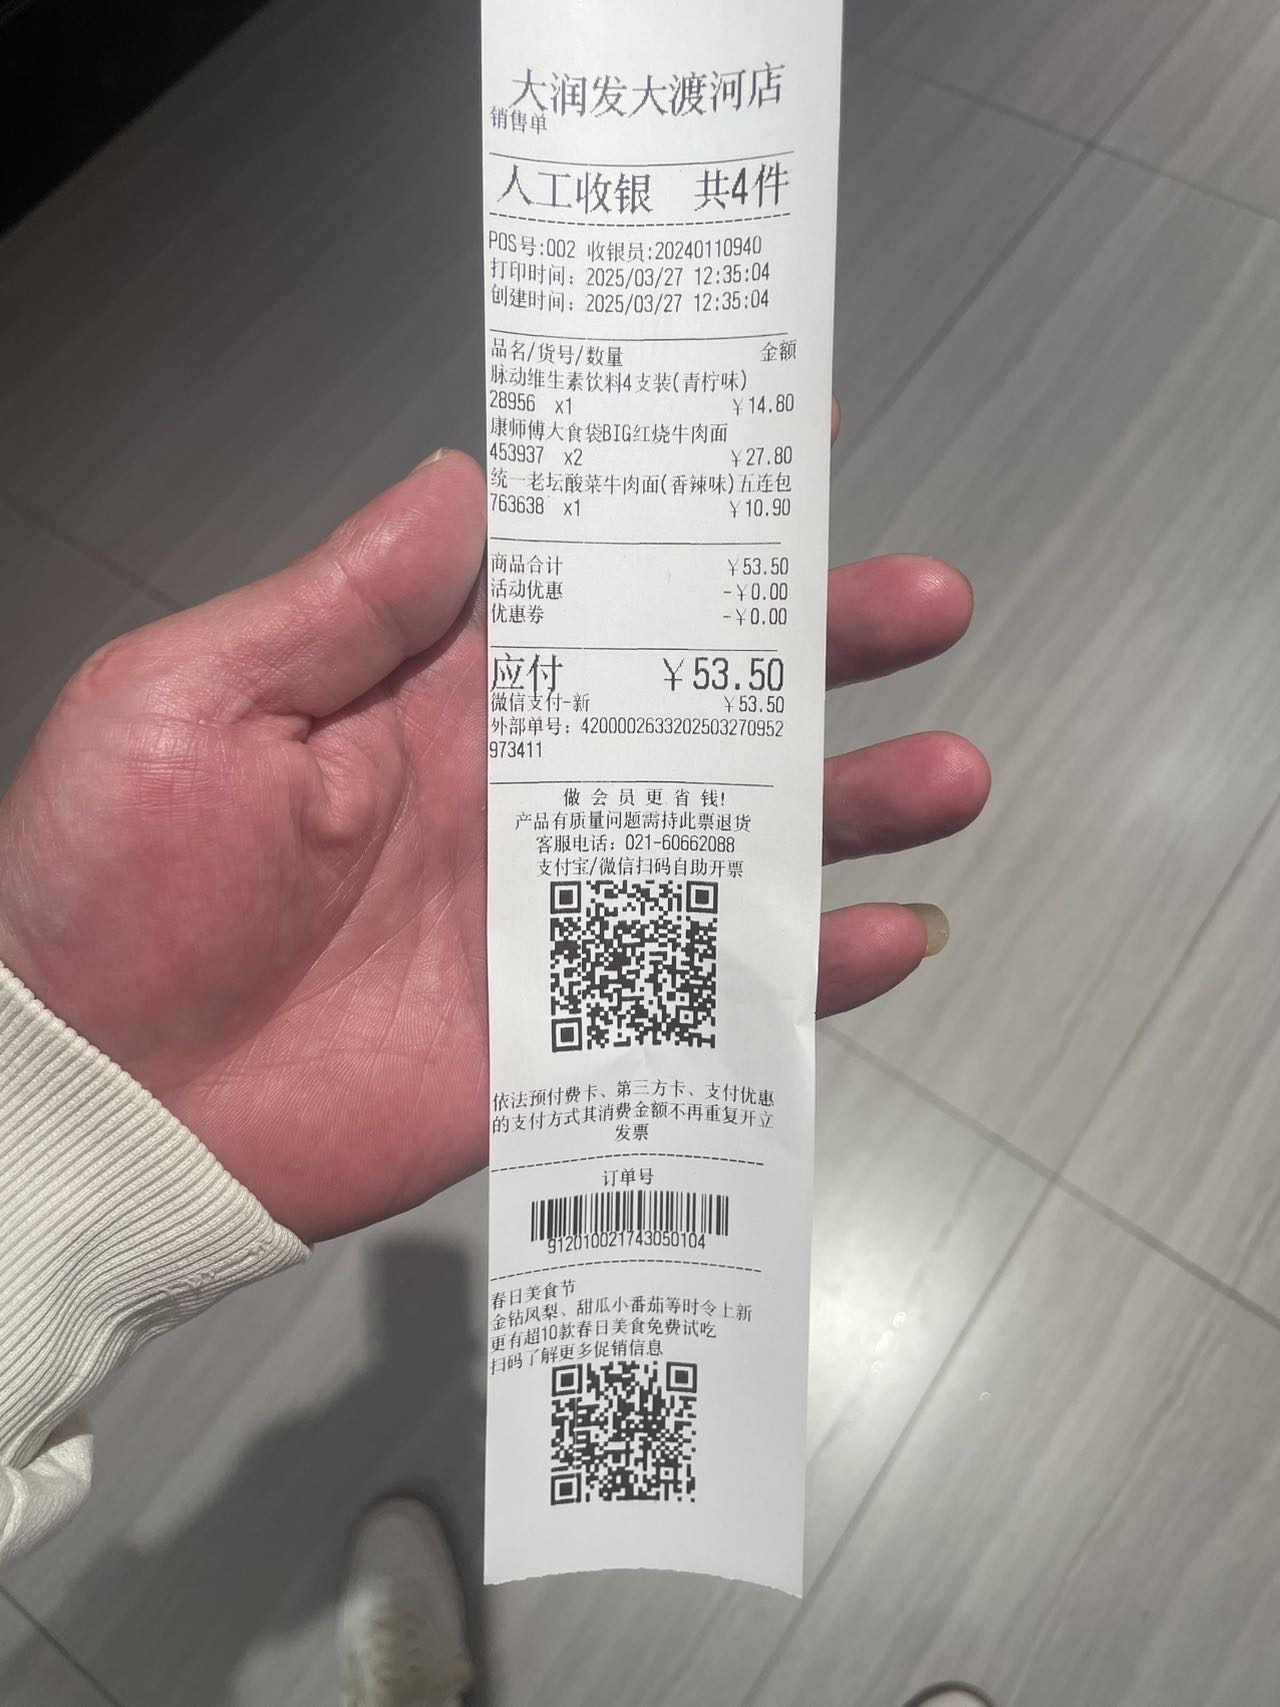 大润发大渡河店
销售单
人工收银 共4件
POS号:002 收银员:20240110940
打印时间: 2025/03/27 12:35:04
创建时间: 2025/03/27 12:35:04
品名/货号/数量 金额
脉动维生素饮料4支装(青柠味)
28956 x1 ￥14.80
康师傅大食袋BIG红烧牛肉面
453937 x2 ￥27.80
统一老坛酸菜牛肉面(香辣味)五连包
763638 x1 ￥10.90
商品合计 ￥53.50
活动优惠 -￥0.00
优惠券 -￥0.00
应付 ￥53.50
微信支付-新 ￥53.50
外部单号: 4200002633202503270952
973411
做会员更省钱!
产品有质量问题需持此票退货
客服电话: 021-60662088
支付宝/微信扫码自助开票
依法预付费卡、第三方卡、支付优惠
的支付方式其消费金额不再重复开立
发票
订单号
912010021743050104
春日美食节
金钻凤梨、甜瓜小番茄等时令上新
更有超10款春日美食免费试吃
扫码了解更多促销信息